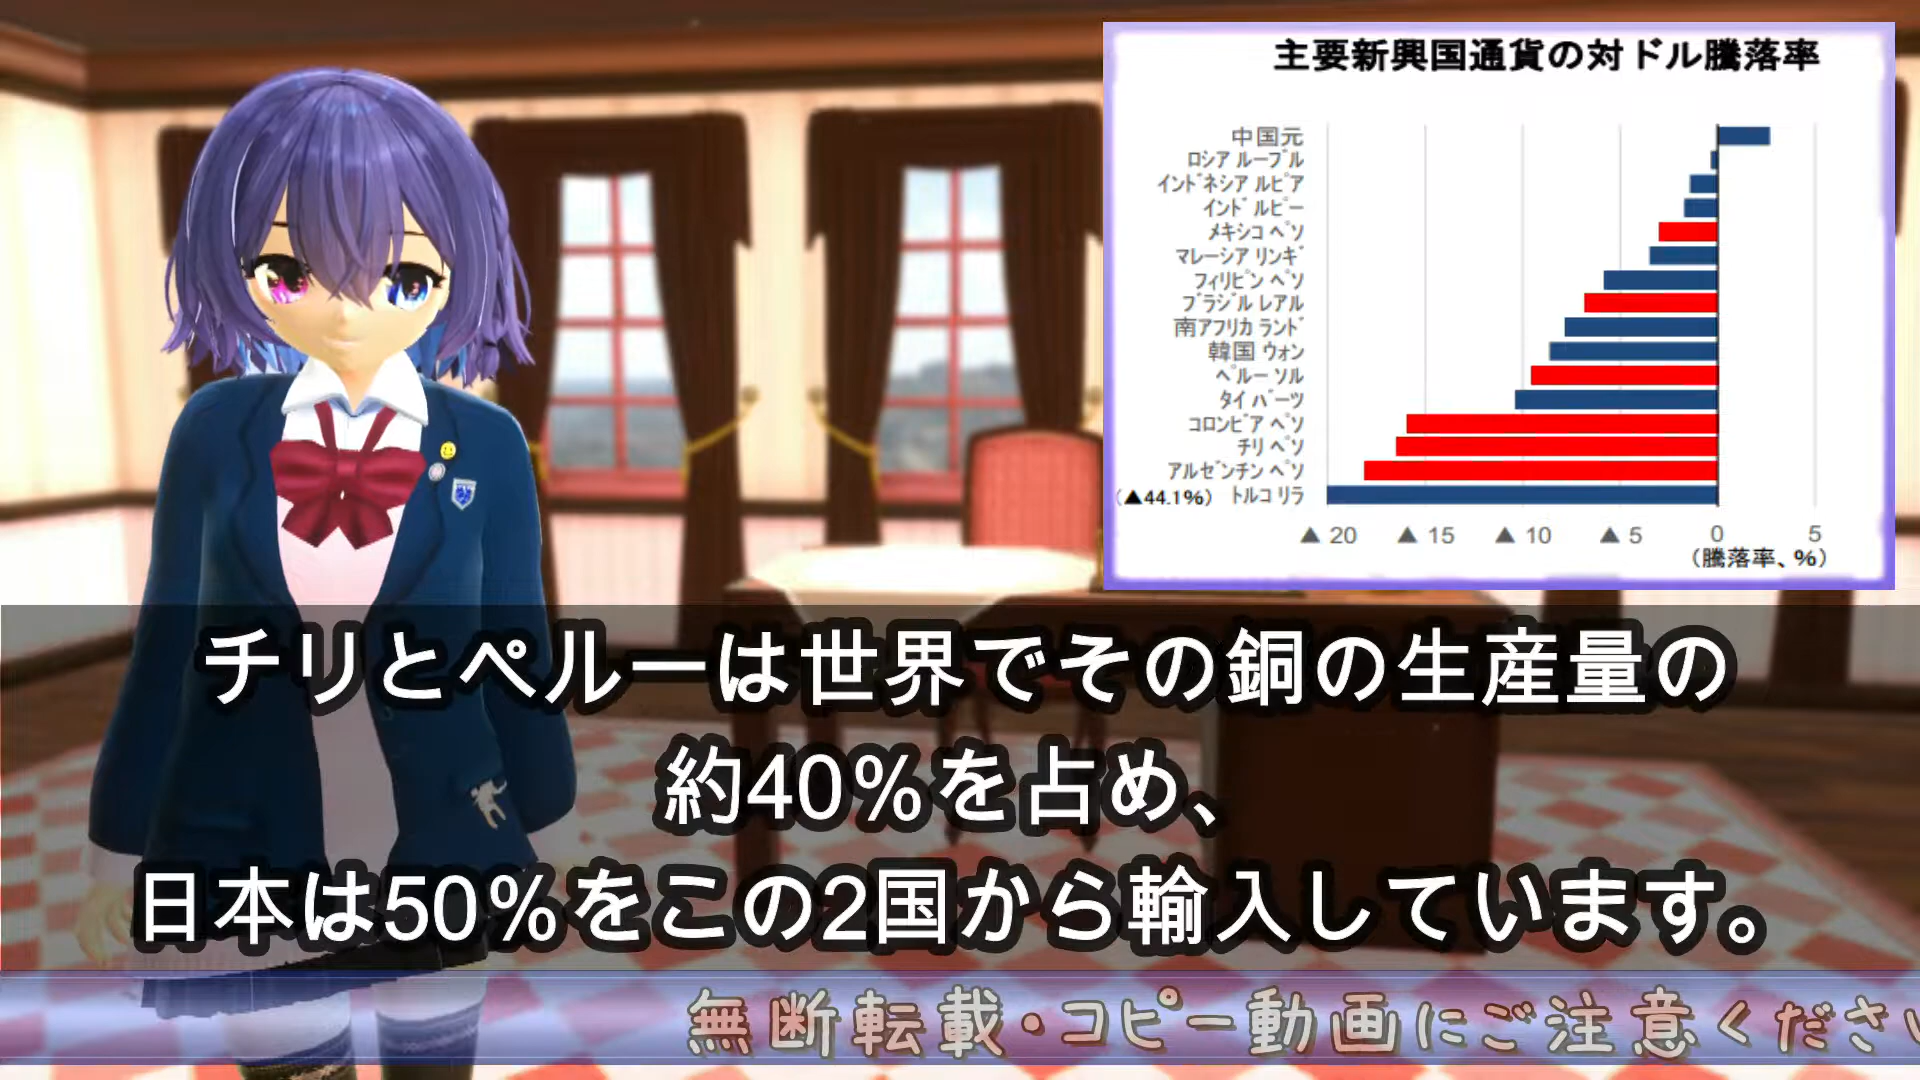 主要新興国通貨の対ドル騰落率
中国元
ロシア ルーブル
インドネシア ルピア
インド ルピー
メキシコ ペソ
マレーシア リンギ
フィリピン ペソ
ブラジル レアル
南アフリカ ランド
韓国 ウォン
ペルー ソル
タイ バーツ
コロンビア ペソ
チリ ペソ
アルゼンチン ペソ
(▲44.1%) トルコ リラ
▲ 20 ▲ 15 ▲ 10 ▲ 5 0 5
(騰落率、%)
チリとペルーは世界でその銅の生産量の
約40%を占め、
日本は50%をこの2国から輸入しています。
無断転載・コピー動画にご注意ください